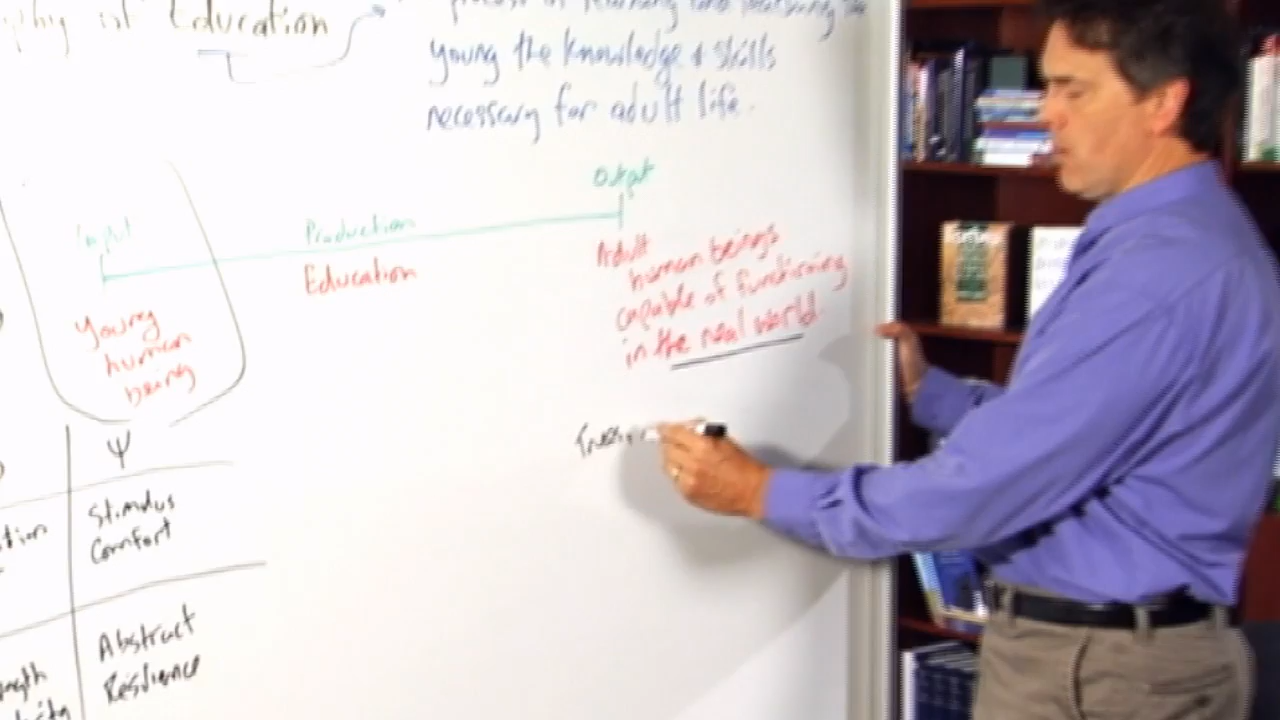 of Education
young the knowledge & skills
necessary for adult life.
Output
Input
Production
Education
Adult
human beings
capable of functioning
in the real world
Young
human
being
Ψ
Stimulus
Comfort
Abstract